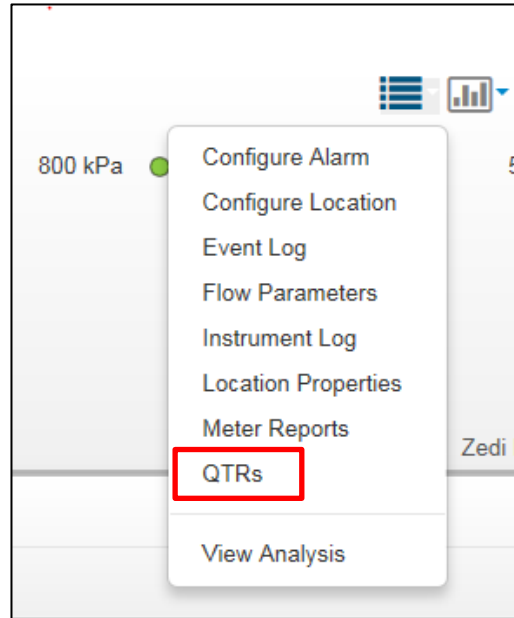 800 kPa
Configure Alarm
Configure Location
Event Log
Flow Parameters
Instrument Log
Location Properties
Meter Reports
Zedi
QTRs
View Analysis